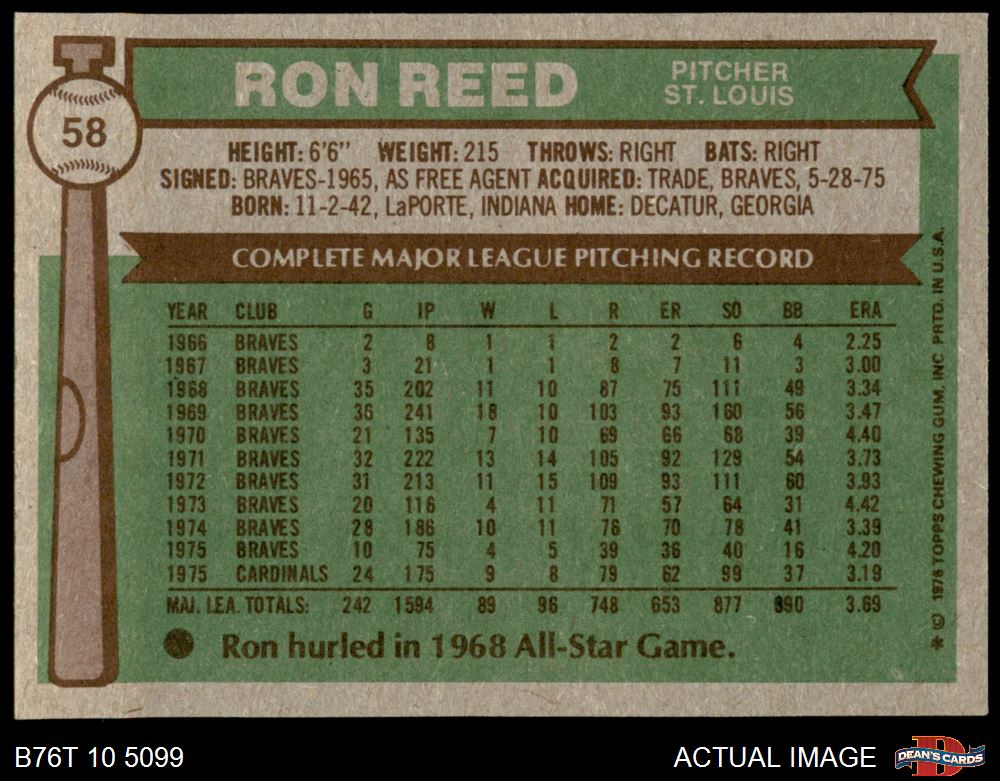 58
RON REED
PITCHER
ST. LOUIS
HEIGHT: 6'6" WEIGHT: 215 THROWS: RIGHT BATS: RIGHT
SIGNED: BRAVES-1965, AS FREE AGENT ACQUIRED: TRADE, BRAVES, 5-28-75
BORN: 11-2-42, LaPORTE, INDIANA HOME: DECATUR, GEORGIA
COMPLETE MAJOR LEAGUE PITCHING RECORD
YEAR CLUB G IP W L R ER SO BB ERA
1966 BRAVES 2 8 1 1 2 2 6 4 2.25
1967 BRAVES 3 21 1 1 8 7 11 3 3.00
1968 BRAVES 35 202 11 10 87 75 111 49 3.34
1969 BRAVES 36 241 18 10 103 93 160 56 3.47
1970 BRAVES 21 135 7 10 69 66 68 39 4.40
1971 BRAVES 32 222 13 14 105 92 129 54 3.73
1972 BRAVES 31 213 11 15 109 93 111 60 3.93
1973 BRAVES 20 116 4 11 71 57 64 31 4.42
1974 BRAVES 28 186 10 11 76 70 78 41 3.39
1975 BRAVES 10 75 4 5 39 36 40 16 4.20
1975 CARDINALS 24 175 9 8 79 62 99 37 3.19
MAJ. LEA. TOTALS: 242 1594 89 96 748 653 877 390 3.69
Ron hurled in 1968 All-Star Game.
* © 1976 TOPPS CHEWING GUM, INC PRTD. IN U.S.A.
B76T 10 5099
ACTUAL IMAGE
D
DEAN'S CARDS